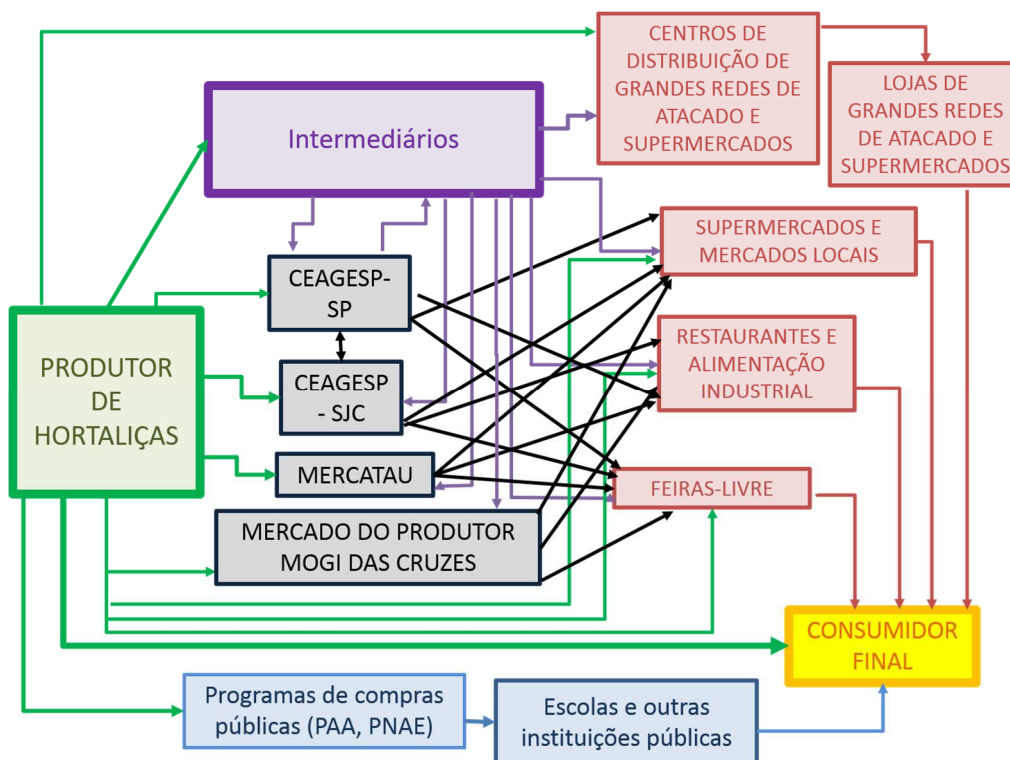 CENTROS DE
DISTRIBUIÇÃO DE
GRANDES REDES DE
ATACADO E
SUPERMERCADOS
LOJAS DE
GRANDES REDES
DE ATACADO E
SUPERMERCADOS
Intermediários
SUPERMERCADOS E
MERCADOS LOCAIS
CEAGESP-
SP
PRODUTOR
DE
HORTALIÇAS
RESTAURANTES E
ALIMENTAÇÃO
INDUSTRIAL
CEAGESP
- SJC
MERCATAU
FEIRAS-LIVRE
MERCADO DO PRODUTOR
MOGI DAS CRUZES
CONSUMIDOR
FINAL
Programas de compras
públicas (PAA, PNAE)
Escolas e outras
instituições públicas